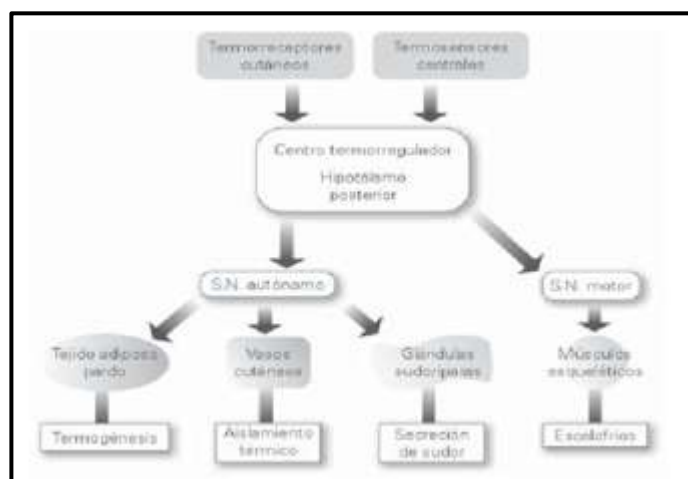 Termorreceptores
cutáneos
Termosensores
centrales
Centro termorregulador
Hipotálamo
posterior
S.N. autónomo
S.N. motor
Tejido adiposo
pardo
Vasos
cutáneos
Glándulas
sudoríparas
Músculos
esqueléticos
Termogénesis
Aislamiento
térmico
Secreción
de sudor
Escalofríos